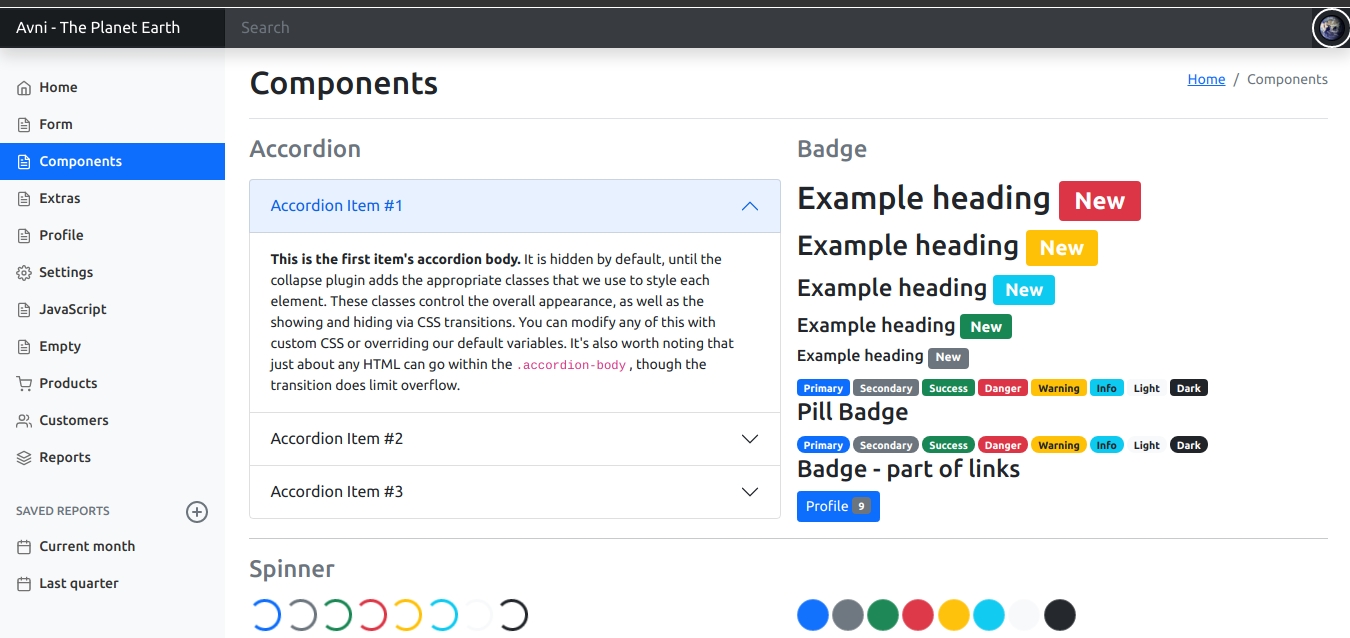 Avni - The Planet Earth
Search
Home
Form
Components
Extras
Profile
Settings
JavaScript
Empty
Products
Customers
Reports
SAVED REPORTS
Current month
Last quarter
Components
Home / Components
Accordion
Accordion Item #1
This is the first item's accordion body. It is hidden by default, until the
collapse plugin adds the appropriate classes that we use to style each
element. These classes control the overall appearance, as well as the
showing and hiding via CSS transitions. You can modify any of this with
custom CSS or overriding our default variables. It's also worth noting that
just about any HTML can go within the .accordion-body , though the
transition does limit overflow.
Accordion Item #2
Accordion Item #3
Badge
Example heading New
Example heading New
Example heading New
Example heading New
Example heading New
Primary Secondary Success Danger Warning Info Light Dark
Pill Badge
Primary Secondary Success Danger Warning Info Light Dark
Badge - part of links
Profile 9
Spinner